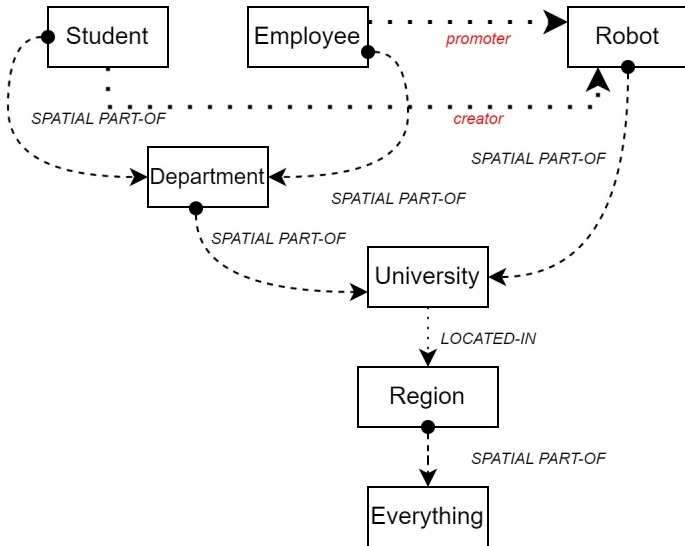 Student
Employee
Robot
promoter
SPATIAL PART-OF
creator
SPATIAL PART-OF
Department
SPATIAL PART-OF
SPATIAL PART-OF
University
LOCATED-IN
Region
SPATIAL PART-OF
Everything